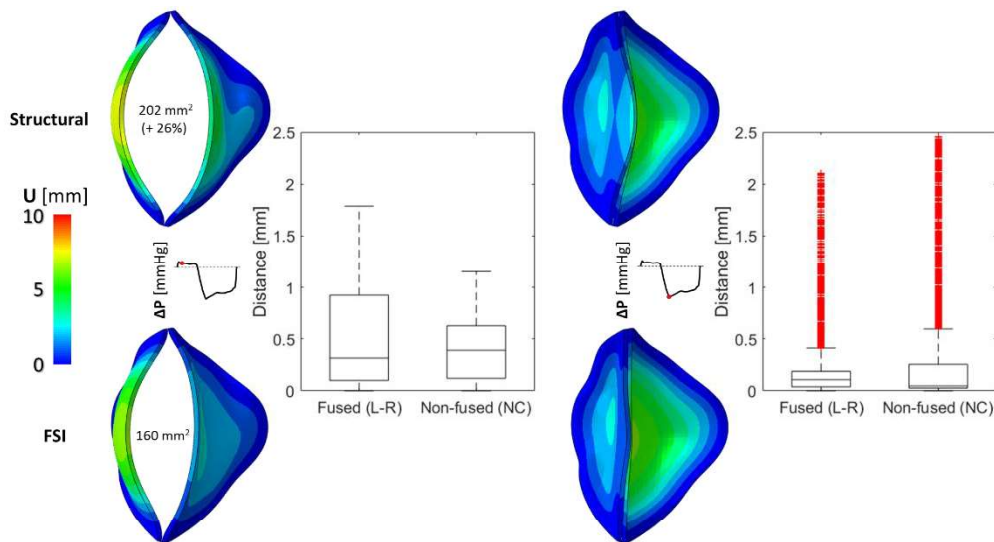 Structural
202 mm²
(+ 26%)
U [mm]
10
5
0
ΔP [mmHg]
FSI
160 mm²
Distance [mm]
2.5
2
1.5
1
0.5
0
Fused (L-R) Non-fused (NC)
ΔP [mmHg]
Distance [mm]
2.5
2
1.5
1
0.5
0
Fused (L-R) Non-fused (NC)